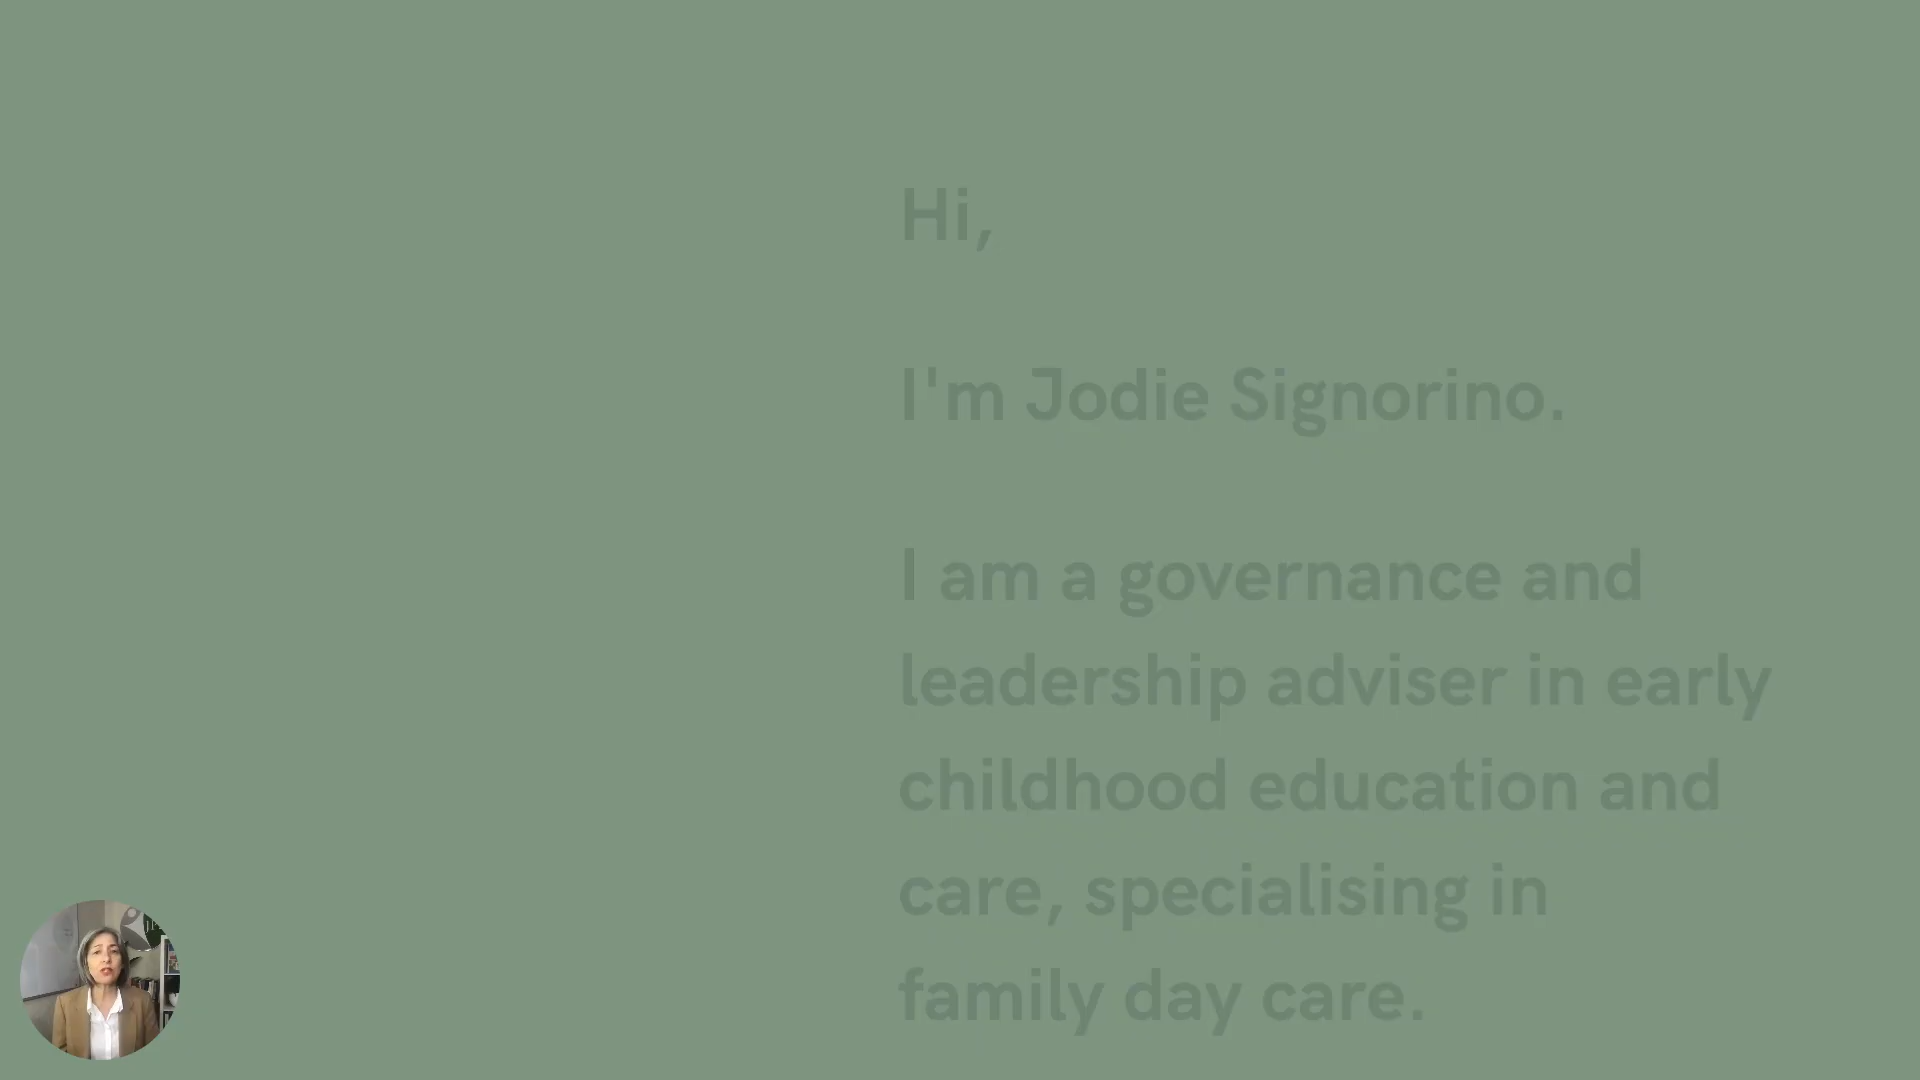 Hi,
I'm Jodie Signorino.
I am a governance and
leadership adviser in early
childhood education and
care, specialising in
family day care.